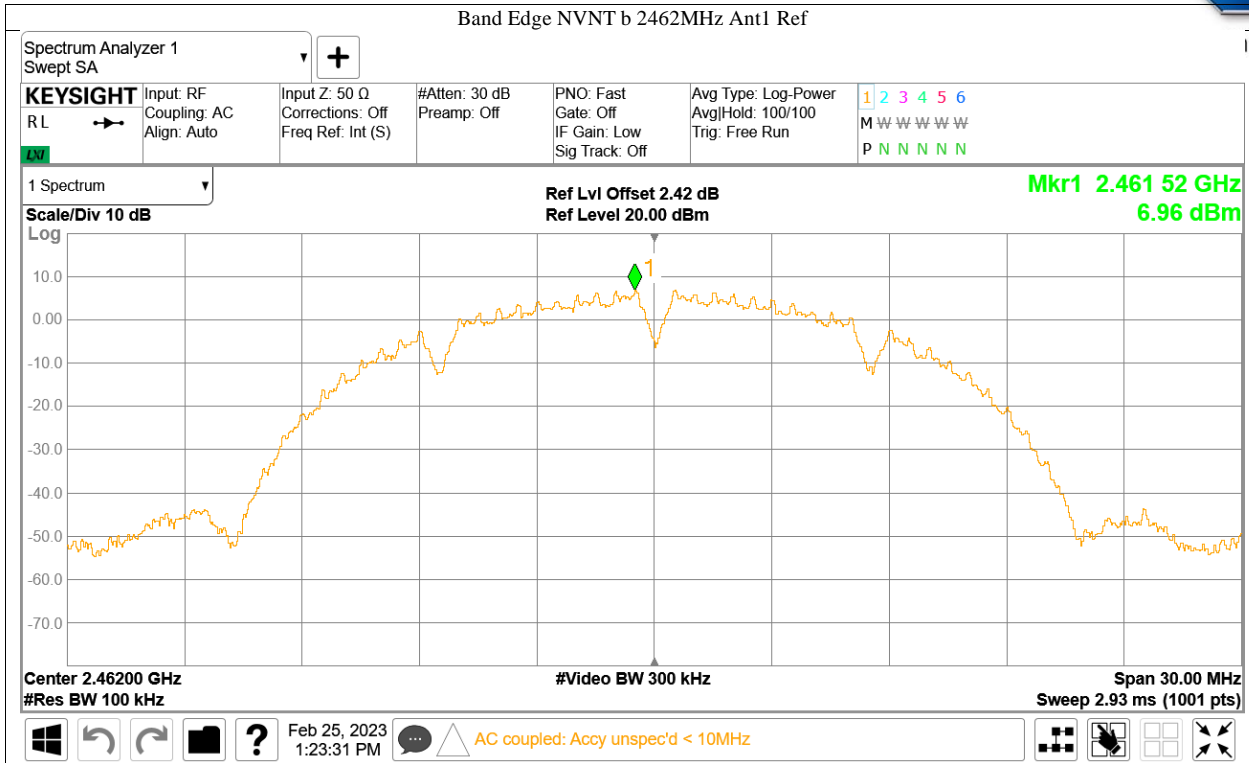 Band Edge NVNT b 2462MHz Ant1 Ref
Spectrum Analyzer 1
Swept SA
KEYSIGHT
R L
LXI
Input: RF
Coupling: AC
Align: Auto
Input Z: 50 Ω
Corrections: Off
Freq Ref: Int (S)
#Atten: 30 dB
Preamp: Off
PNO: Fast
Gate: Off
IF Gain: Low
Sig Track: Off
Avg Type: Log-Power
Avg|Hold: 100/100
Trig: Free Run
1 2 3 4 5 6
M W W W W W
P N N N N N
1 Spectrum
Scale/Div 10 dB
Log
Ref Lvl Offset 2.42 dB
Ref Level 20.00 dBm
Mkr1 2.461 52 GHz
6.96 dBm
1
10.0
0.00
-10.0
-20.0
-30.0
-40.0
-50.0
-60.0
-70.0
Center 2.46200 GHz
#Video BW 300 kHz
Span 30.00 MHz
#Res BW 100 kHz
Sweep 2.93 ms (1001 pts)
?
Feb 25, 2023
1:23:31 PM
AC coupled: Accy unspec'd < 10MHz